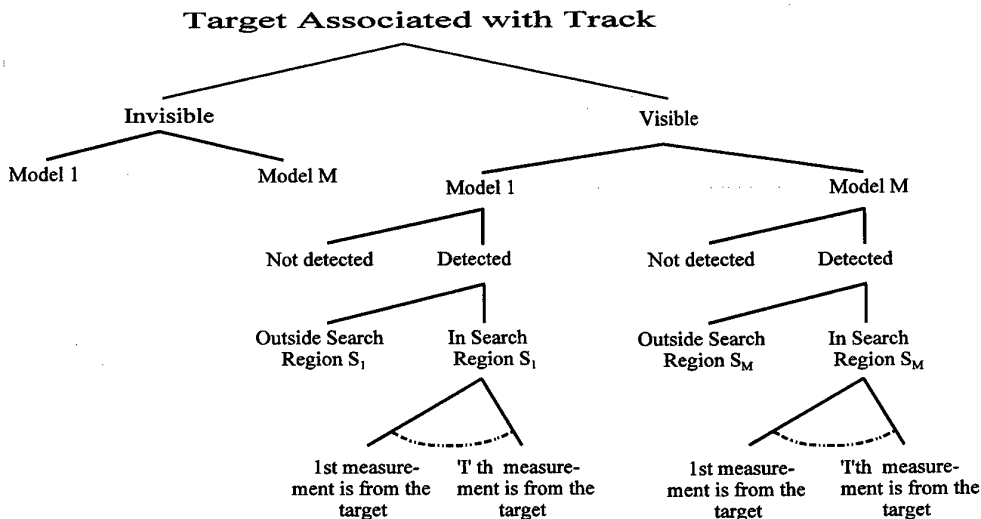 Target Associated with Track
Invisible
Visible
Model 1
Model M
Model 1
Model M
Not detected
Detected
Not detected
Detected
Outside Search
Region S₁
In Search
Region S₁
Outside Search
Region S_M
In Search
Region S_M
1st measure-
ment is from the
target
'I' th measure-
ment is from the
target
1st measure-
ment is from the
target
'I'th measure-
ment is from the
target